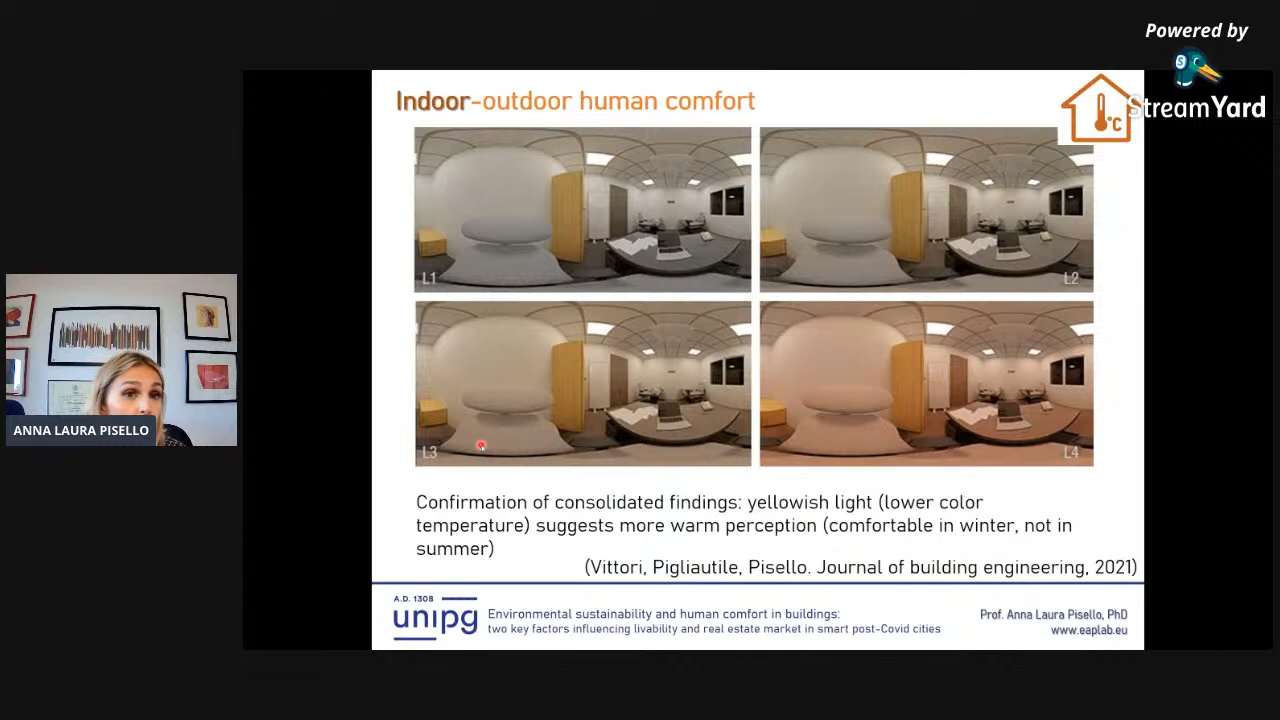 Powered by
StreamYard
Indoor-outdoor human comfort
°C
L1
L2
L3
L4
ANNA LAURA PISELLO
Confirmation of consolidated findings: yellowish light (lower color
temperature) suggests more warm perception (comfortable in winter, not in
summer)
(Vittori, Pigliautile, Pisello. Journal of building engineering, 2021)
A.D. 1308
unipg
Environmental sustainability and human comfort in buildings:
two key factors influencing livability and real estate market in smart post-Covid cities
Prof. Anna Laura Pisello, PhD
www.eaplab.eu